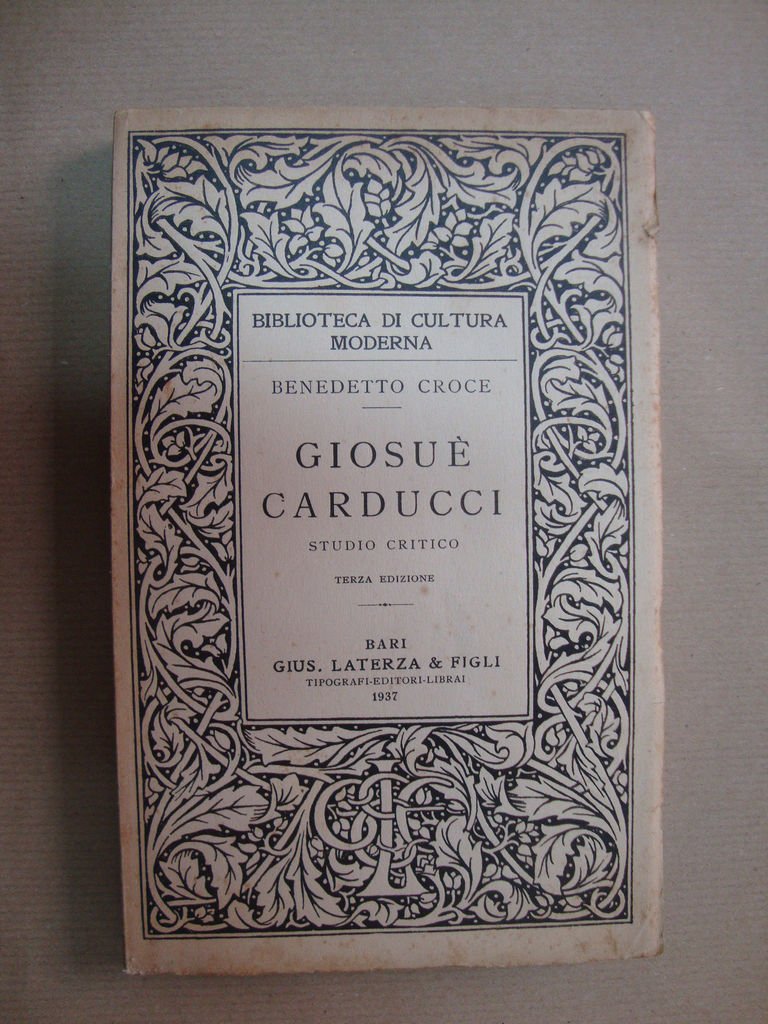 BIBLIOTECA DI CULTURA
MODERNA
BENEDETTO CROCE
GIOSUÈ
CARDUCCI
STUDIO CRITICO
TERZA EDIZIONE
BARI
GIUS. LATERZA & FIGLI
TIPOGRAFI-EDITORI-LIBRAI
1937